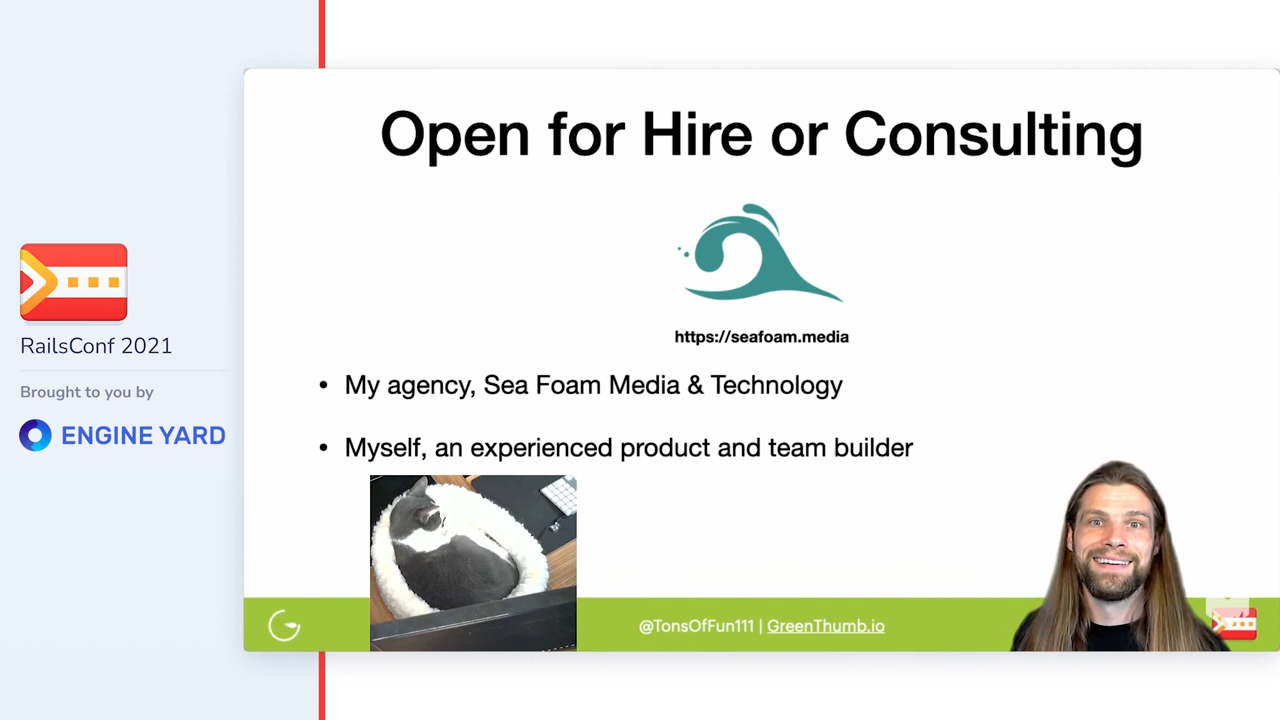 Open for Hire or Consulting
https://seafoam.media
• My agency, Sea Foam Media & Technology
• Myself, an experienced product and team builder
@TonsOfFun111 | GreenThumb.io
RailsConf 2021
Brought to you by
ENGINE YARD